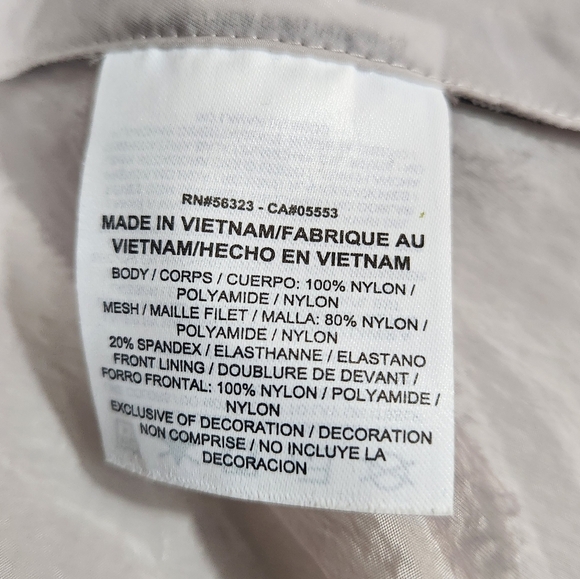 RN#56323 - CA#05553
MADE IN VIETNAM/FABRIQUE AU
VIETNAM/HECHO EN VIETNAM
BODY / CORPS / CUERPO: 100% NYLON /
POLYAMIDE / NYLON
MESH / MAILLE FILET / MALLA: 80% NYLON /
POLYAMIDE / NYLON
20% SPANDEX / ELASTHANNE / ELASTANO
FRONT LINING / DOUBLURE DE DEVANT /
FORRO FRONTAL: 100% NYLON / POLYAMIDE /
NYLON
EXCLUSIVE OF DECORATION / DECORATION
NON COMPRISE / NO INCLUYE LA
DECORACION